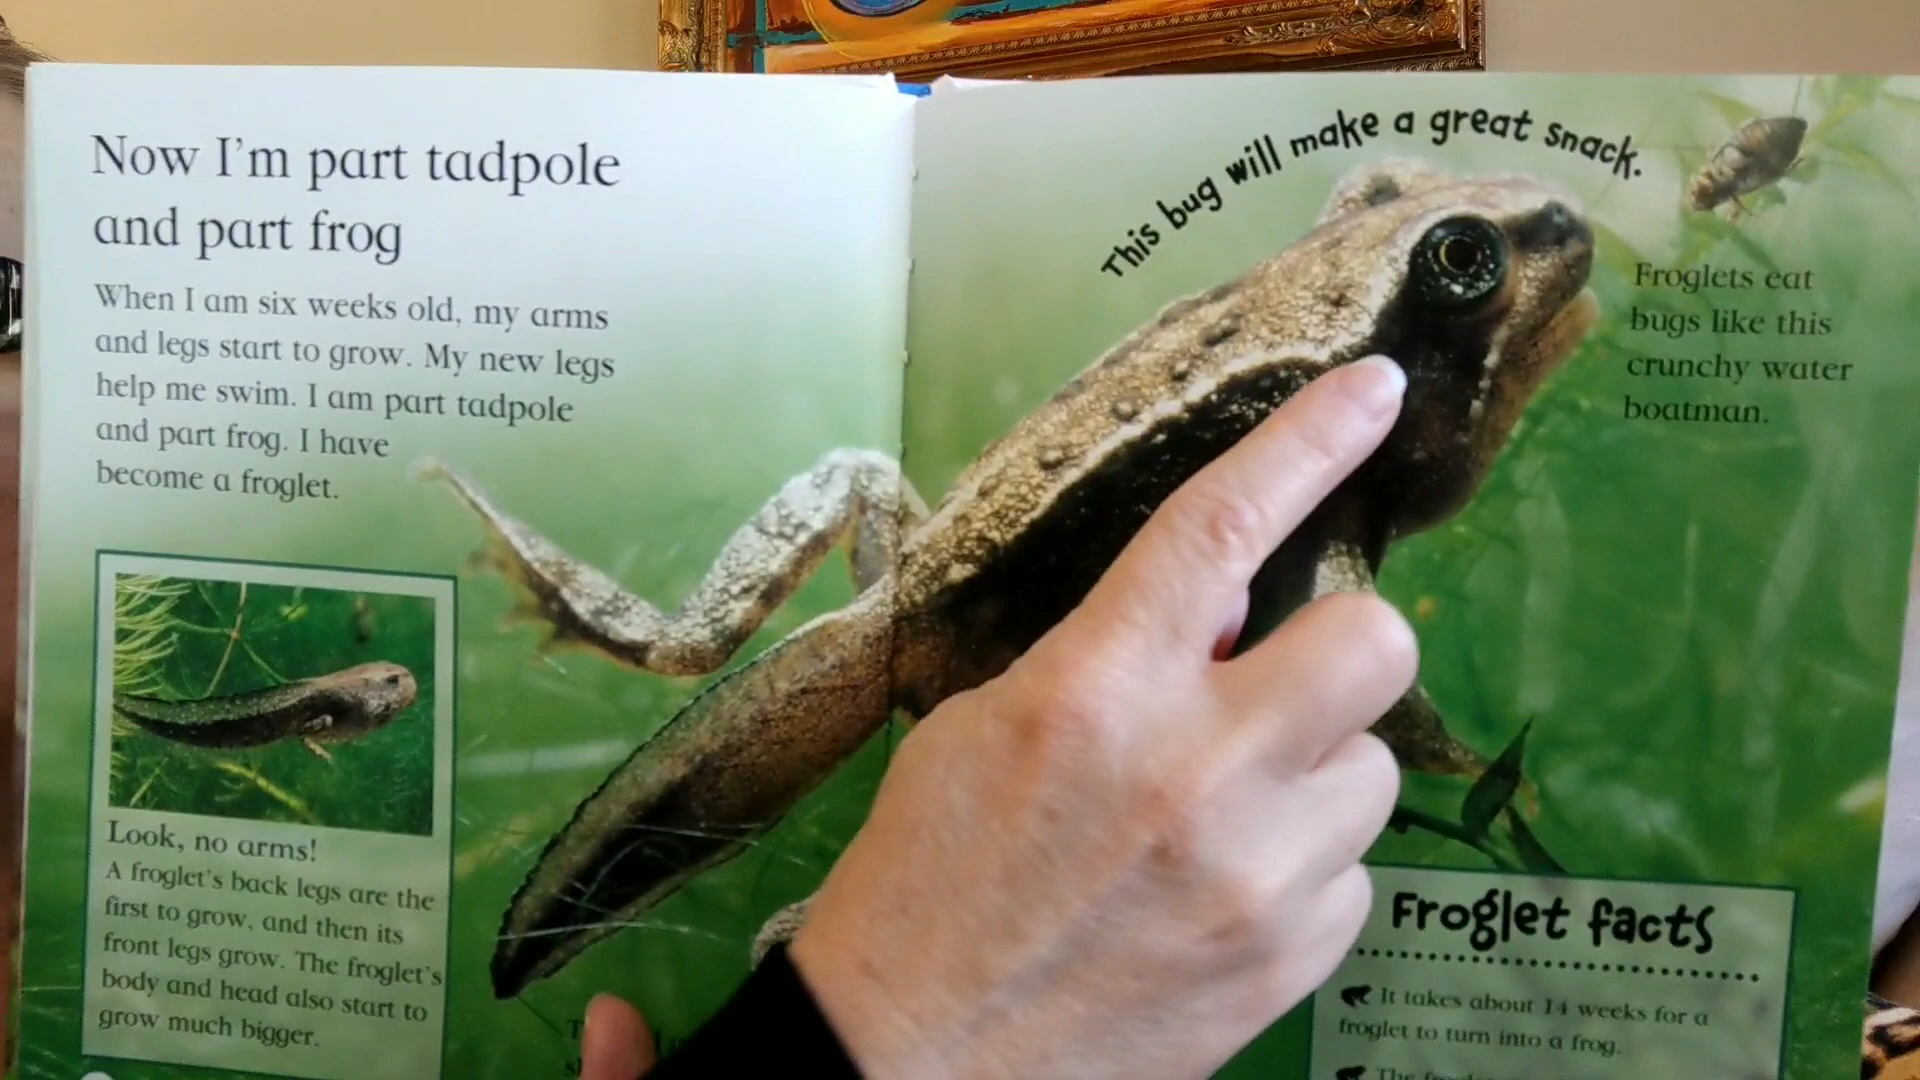 Now I'm part tadpole
and part frog
When I am six weeks old, my arms
and legs start to grow. My new legs
help me swim. I am part tadpole
and part frog. I have
become a froglet.
Look, no arms!
A froglet's back legs are the
first to grow, and then its
front legs grow. The froglet's
body and head also start to
grow much bigger.
This bug will make a great snack.
Froglets eat
bugs like this
crunchy water
boatman.
Froglet facts
It takes about 14 weeks for a
froglet to turn into a frog.
The